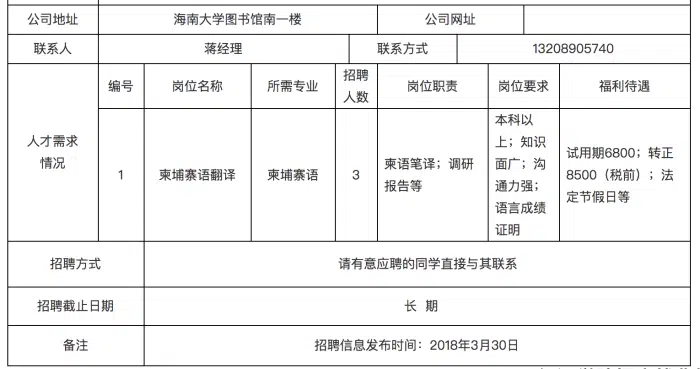 公司地址 海南大学图书馆南一楼 公司网址
联系人 蒋经理 联系方式 13208905740
人才需求
情况
编号 岗位名称 所需专业 招聘
人数 岗位职责 岗位要求 福利待遇
1 柬埔寨语翻译 柬埔寨语 3
柬语笔译；调研
报告等
本科以
上；知识
面广；沟
通力强；
语言成绩
证明
试用期6800；转正
8500（税前）；法
定节假日等
招聘方式 请有意应聘的同学直接与其联系
招聘截止日期 长 期
备注 招聘信息发布时间：2018年3月30日